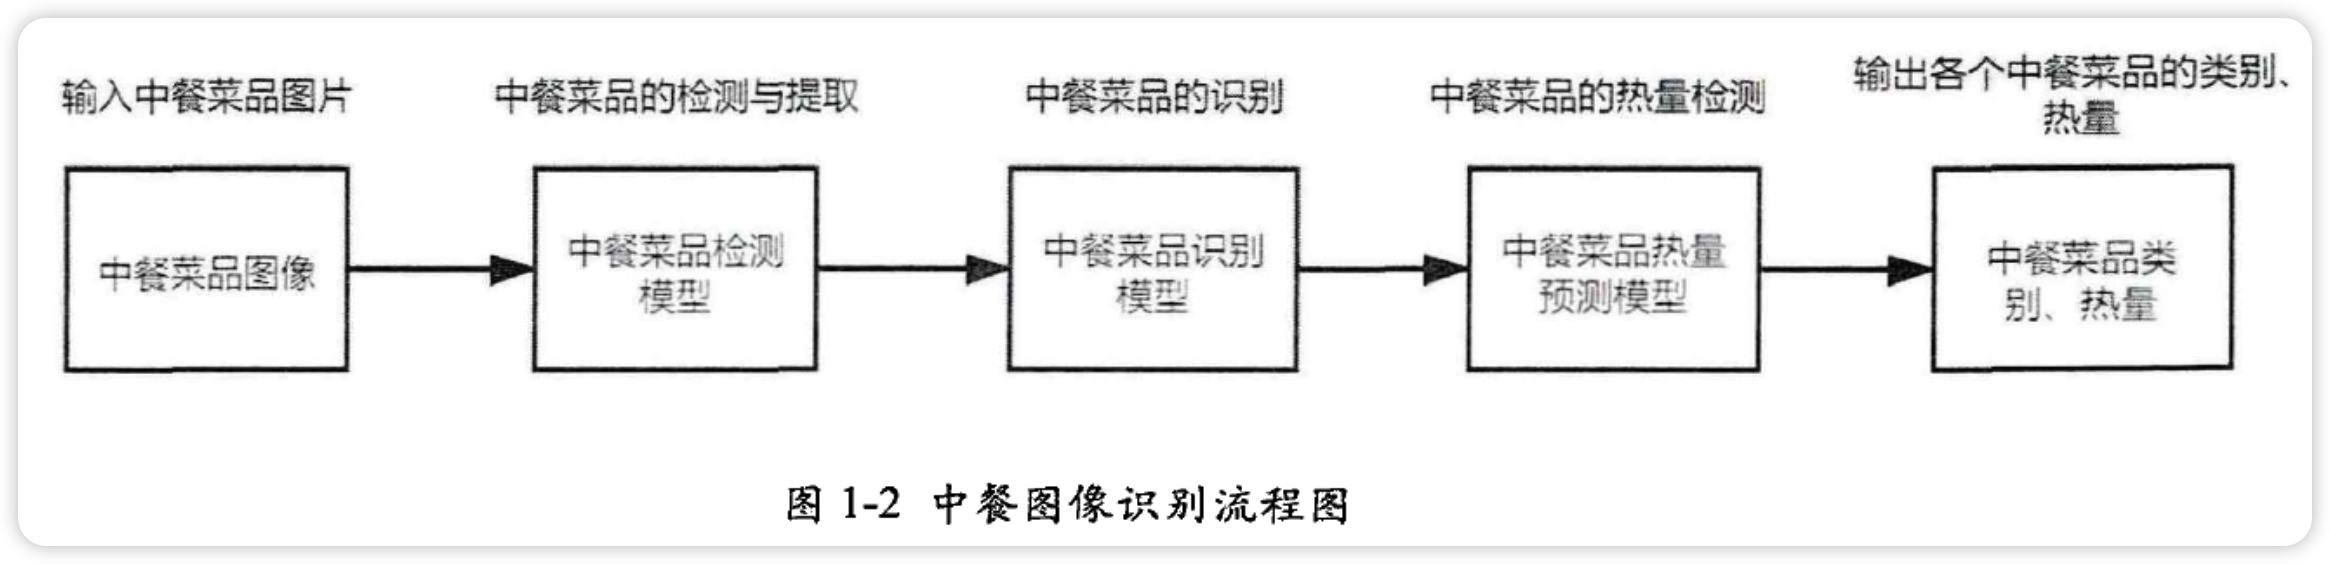 输入中餐菜品图片
中餐菜品的检测与提取
中餐菜品的识别
中餐菜品的热量检测
输出各个中餐菜品的类别、
热量
中餐菜品图像
中餐菜品检测
模型
中餐菜品识别
模型
中餐菜品热量
预测模型
中餐菜品类
别、热量
图 1-2 中餐图像识别流程图